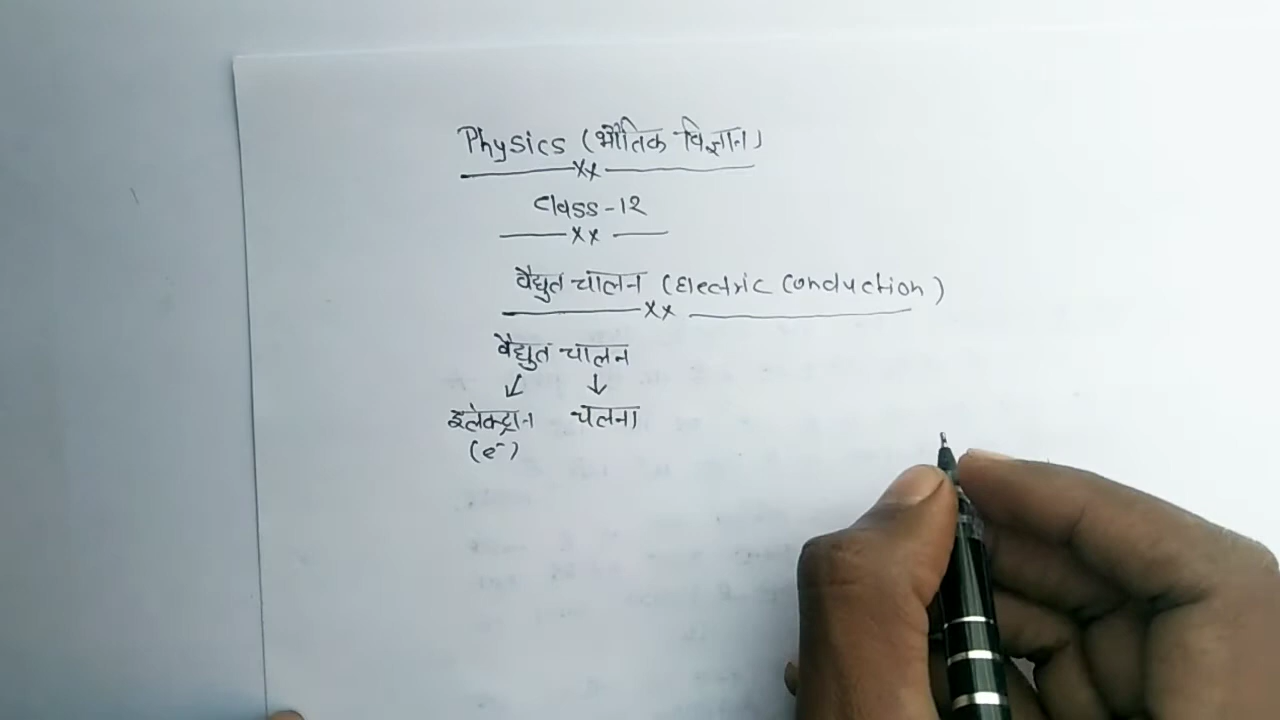 Physics (भौतिक विज्ञान)
Class-12
वैद्युत चालन (Electric Conduction)
वैद्युत चालन
इलेक्ट्रान चलना
(e⁻)